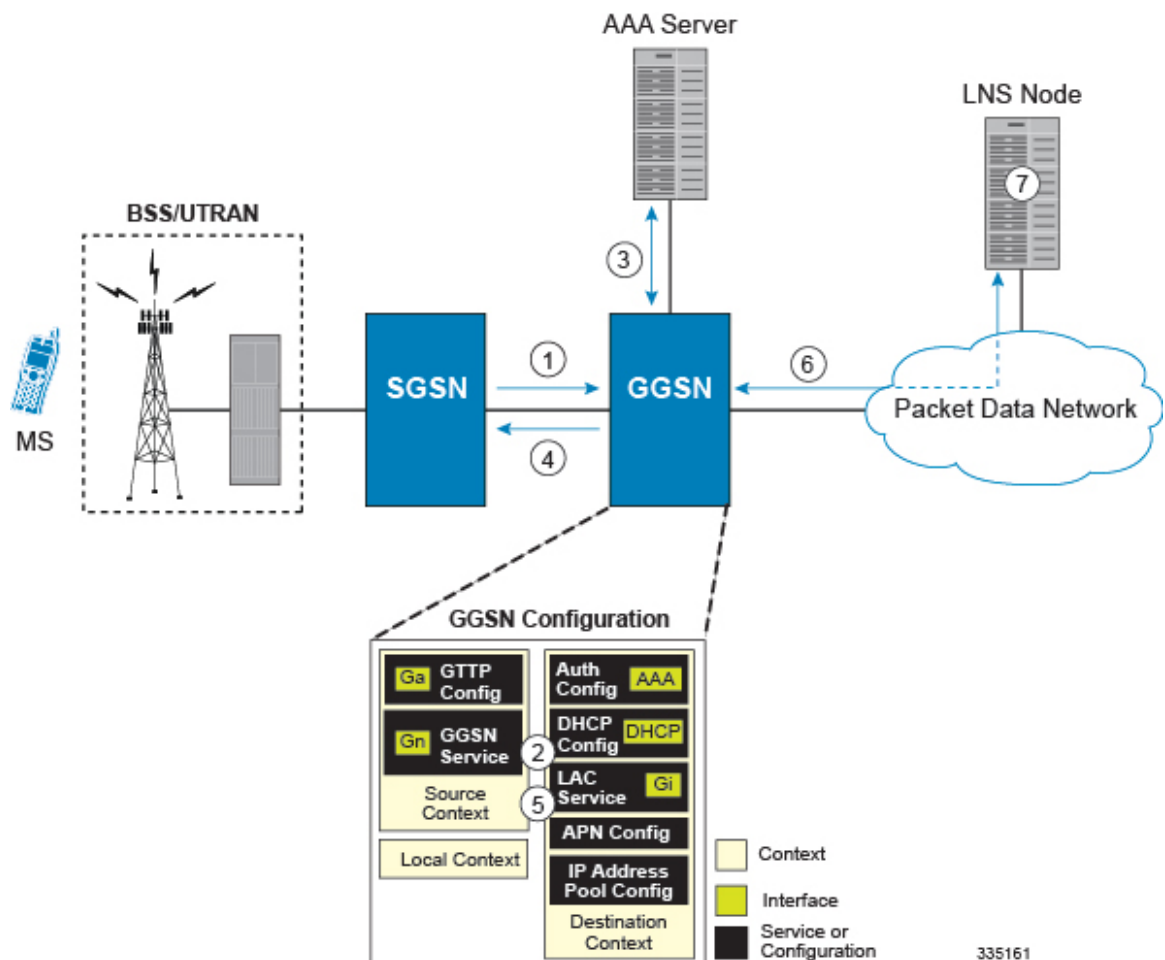 AAA Server
LNS Node
7
BSS/UTRAN
3
MS
SGSN
1
4
GGSN
6
Packet Data Network
GGSN Configuration
Ga
GTTP
Config
Gn
GGSN
Service
Source
Context
Local Context
2
5
Auth
Config
AAA
DHCP
Config
DHCP
LAC
Service
Gi
APN Config
IP Address
Pool Config
Destination
Context
Context
Interface
Service or
Configuration
335161